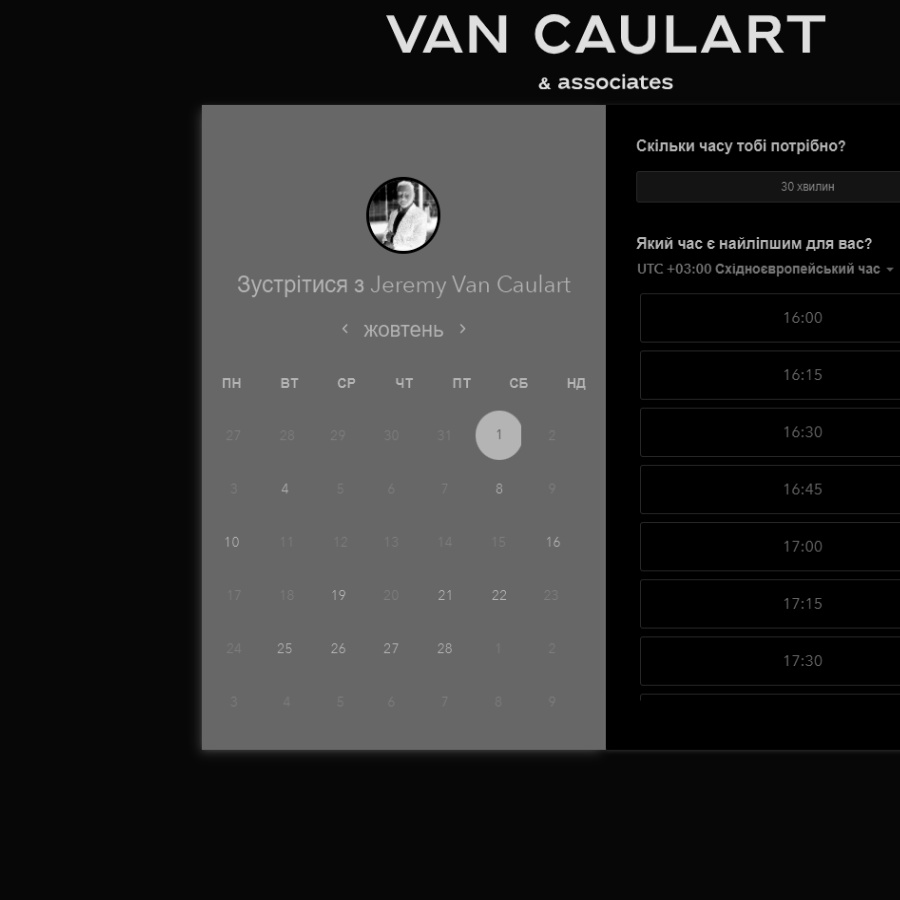 VAN CAULART
& associates
Зустрітися з Jeremy Van Caulart
жовтень
ПН ВТ СР ЧТ ПТ СБ НД
27 28 29 30 31 1 2
3 4 5 6 7 8 9
10 11 12 13 14 15 16
17 18 19 20 21 22 23
24 25 26 27 28 1 2
3 4 5 6 7 8 9
Скільки часу тобі потрібно?
30 хвилин
Який час є найліпшим для вас?
UTC +03:00 Східноєвропейський час
16:00
16:15
16:30
16:45
17:00
17:15
17:30